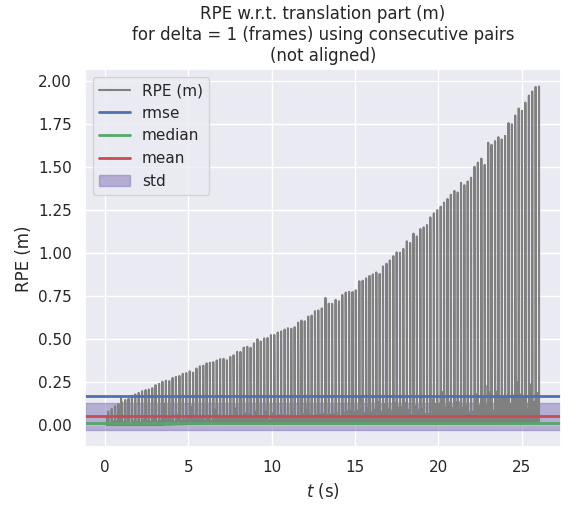 RPE w.r.t. translation part (m)
for delta = 1 (frames) using consecutive pairs
(not aligned)
RPE (m)
rmse
median
mean
std
RPE (m)
2.00
1.75
1.50
1.25
1.00
0.75
0.50
0.25
0.00
0 5 10 15 20 25
t (s)